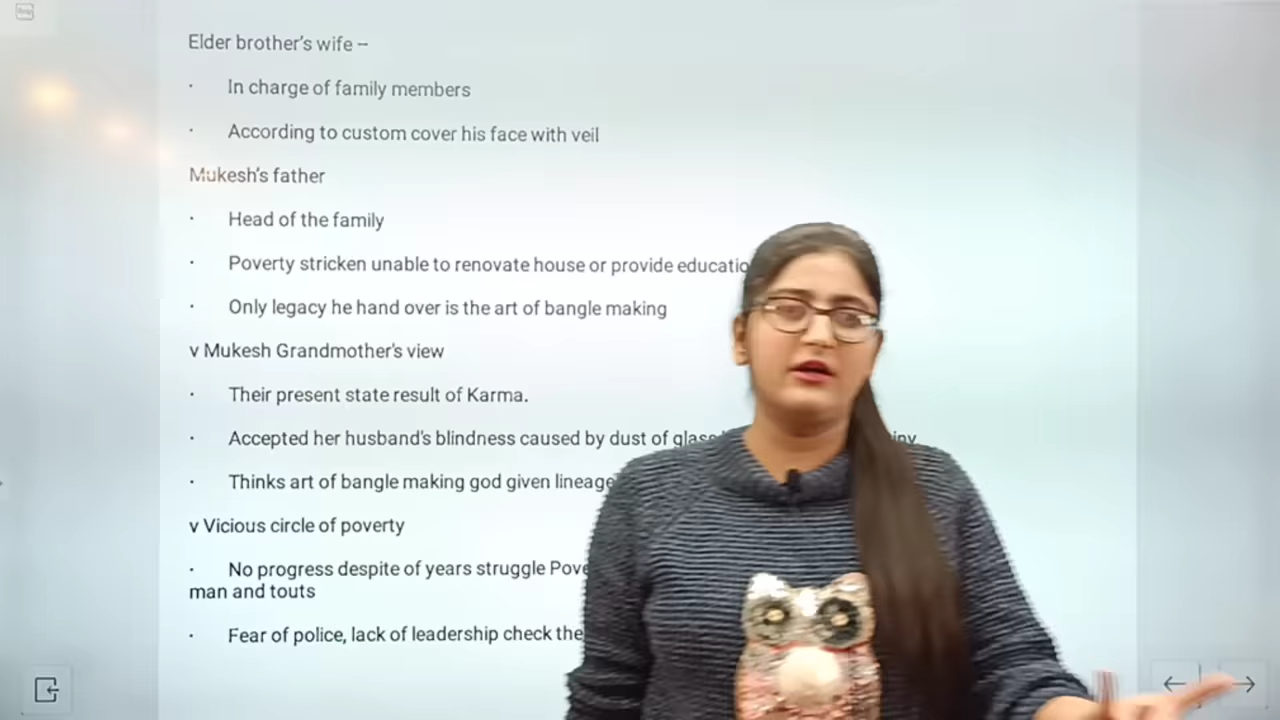 Elder brother's wife –
· In charge of family members
· According to custom cover his face with veil
Mukesh's father
· Head of the family
· Poverty stricken unable to renovate house or provide educatio
· Only legacy he hand over is the art of bangle making
v Mukesh Grandmother's view
· Their present state result of Karma.
· Accepted her husband's blindness caused by dust of glass
· Thinks art of bangle making god given lineage
v Vicious circle of poverty
· No progress despite of years struggle Pove
man and touts
· Fear of police, lack of leadership check the